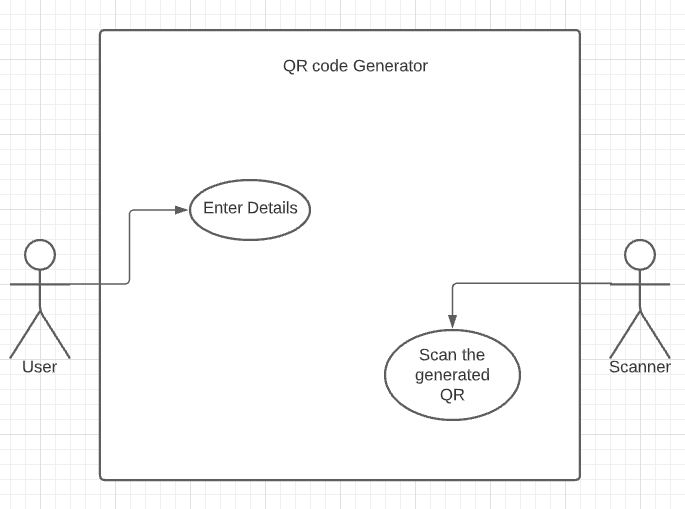 QR code Generator
Enter Details
User
Scan the
generated
QR
Scanner